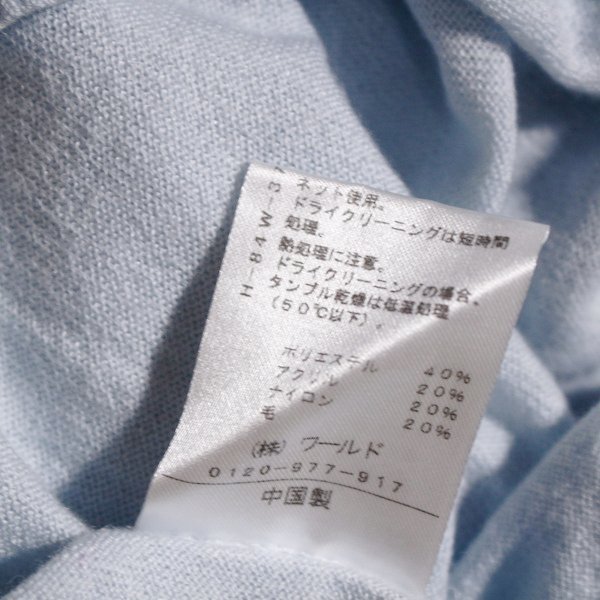 ネット使用。
ドライクリーニングは短時間
処理。
熱処理に注意。
ドライクリーニングの場合、
タンブル乾燥は低温処理
(50℃以下)。
ポリエステル 40%
アクリル 20%
ナイロン 20%
毛 20%
(株) ワールド
0120-977-917
中国製
H-84W-37